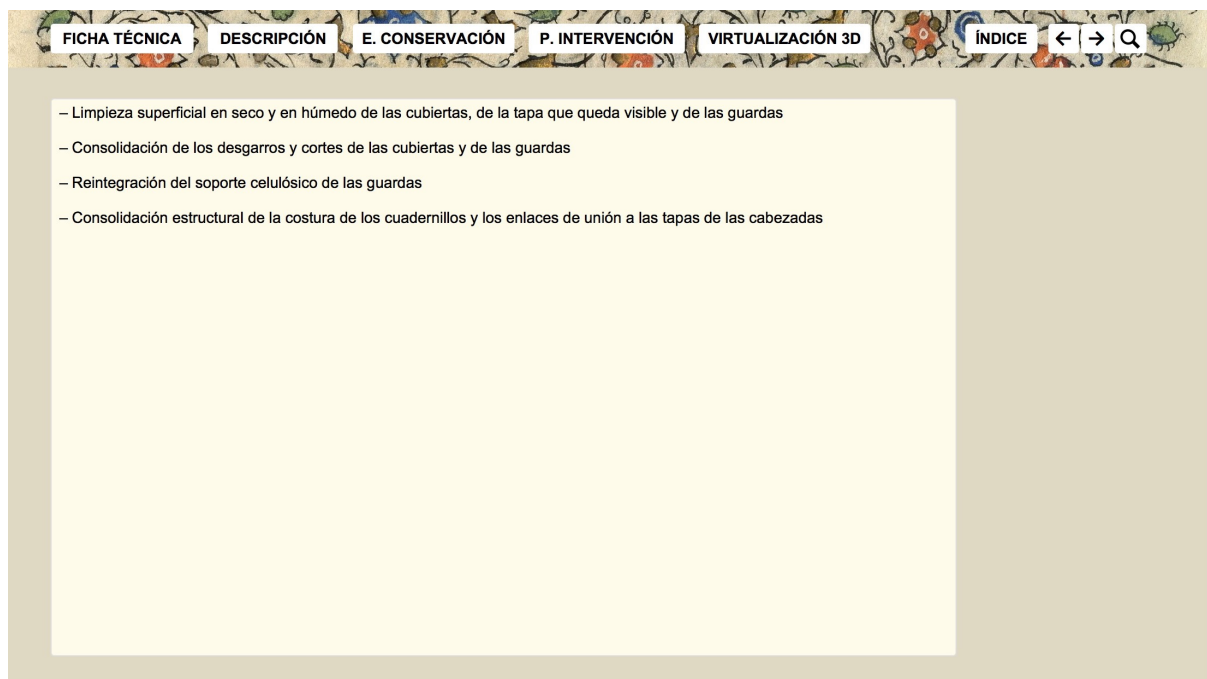 FICHA TÉCNICA DESCRIPCIÓN E. CONSERVACIÓN P. INTERVENCIÓN VIRTUALIZACIÓN 3D ÍNDICE
– Limpieza superficial en seco y en húmedo de las cubiertas, de la tapa que queda visible y de las guardas
– Consolidación de los desgarros y cortes de las cubiertas y de las guardas
– Reintegración del soporte celulósico de las guardas
– Consolidación estructural de la costura de los cuadernillos y los enlaces de unión a las tapas de las cabezadas